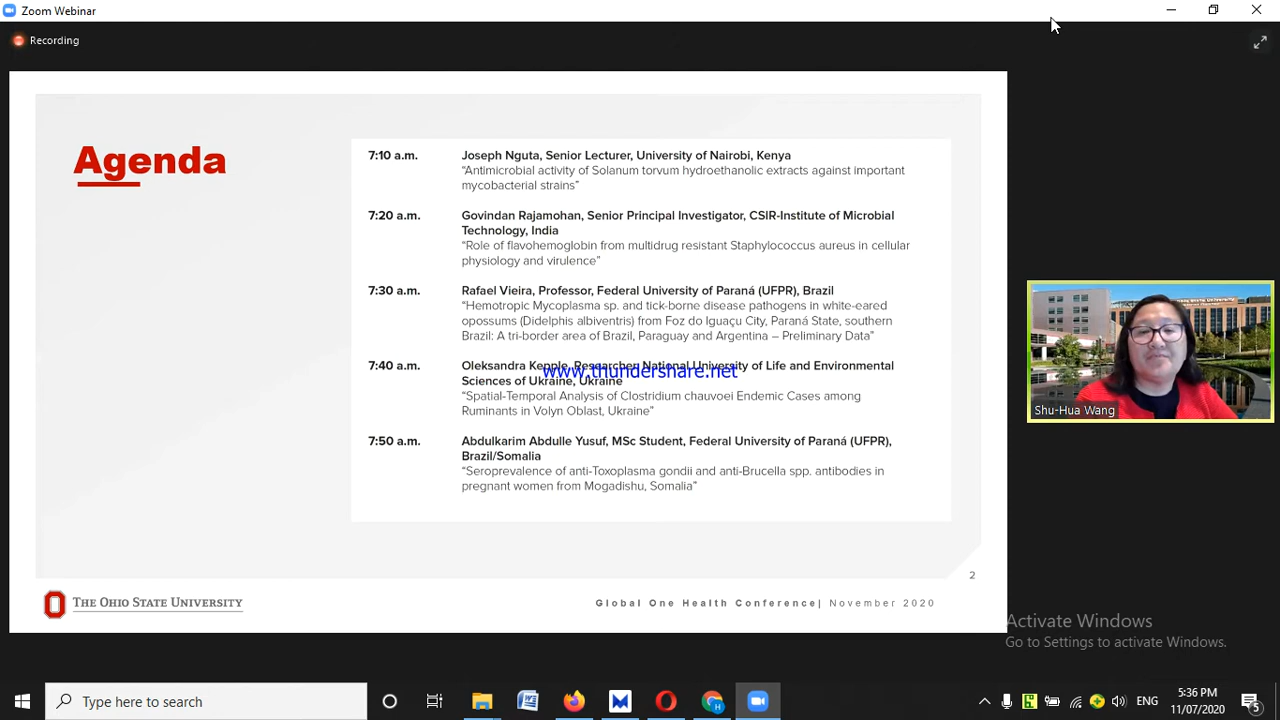 Zoom Webinar
Recording
Agenda
7:10 a.m.
Joseph Nguta, Senior Lecturer, University of Nairobi, Kenya
“Antimicrobial activity of Solanum torvum hydroethanolic extracts against important
mycobacterial strains”
7:20 a.m.
Govindan Rajamohan, Senior Principal Investigator, CSIR-Institute of Microbial
Technology, India
“Role of flavohemoglobin from multidrug resistant Staphylococcus aureus in cellular
physiology and virulence”
7:30 a.m.
Rafael Vieira, Professor, Federal University of Paraná (UFPR), Brazil
“Hemotropic Mycoplasma sp. and tick-borne disease pathogens in white-eared
opossums (Didelphis albiventris) from Foz do Iguaçu City, Paraná State, southern
Brazil: A tri-border area of Brazil, Paraguay and Argentina – Preliminary Data”
7:40 a.m.
Oleksandra Kepple, Researcher, National University of Life and Environmental
Sciences of Ukraine, Ukraine
www.thundershare.net
“Spatial-Temporal Analysis of Clostridium chauvoei Endemic Cases among
Ruminants in Volyn Oblast, Ukraine”
7:50 a.m.
Abdulkarim Abdulle Yusuf, MSc Student, Federal University of Paraná (UFPR),
Brazil/Somalia
“Seroprevalence of anti-Toxoplasma gondii and anti-Brucella spp. antibodies in
pregnant women from Mogadishu, Somalia”
2
THE OHIO STATE UNIVERSITY
Global One Health Conference| November 2020
Shu-Hua Wang
Activate Windows
Go to Settings to activate Windows.
Type here to search
ENG
5:36 PM
11/07/2020
5